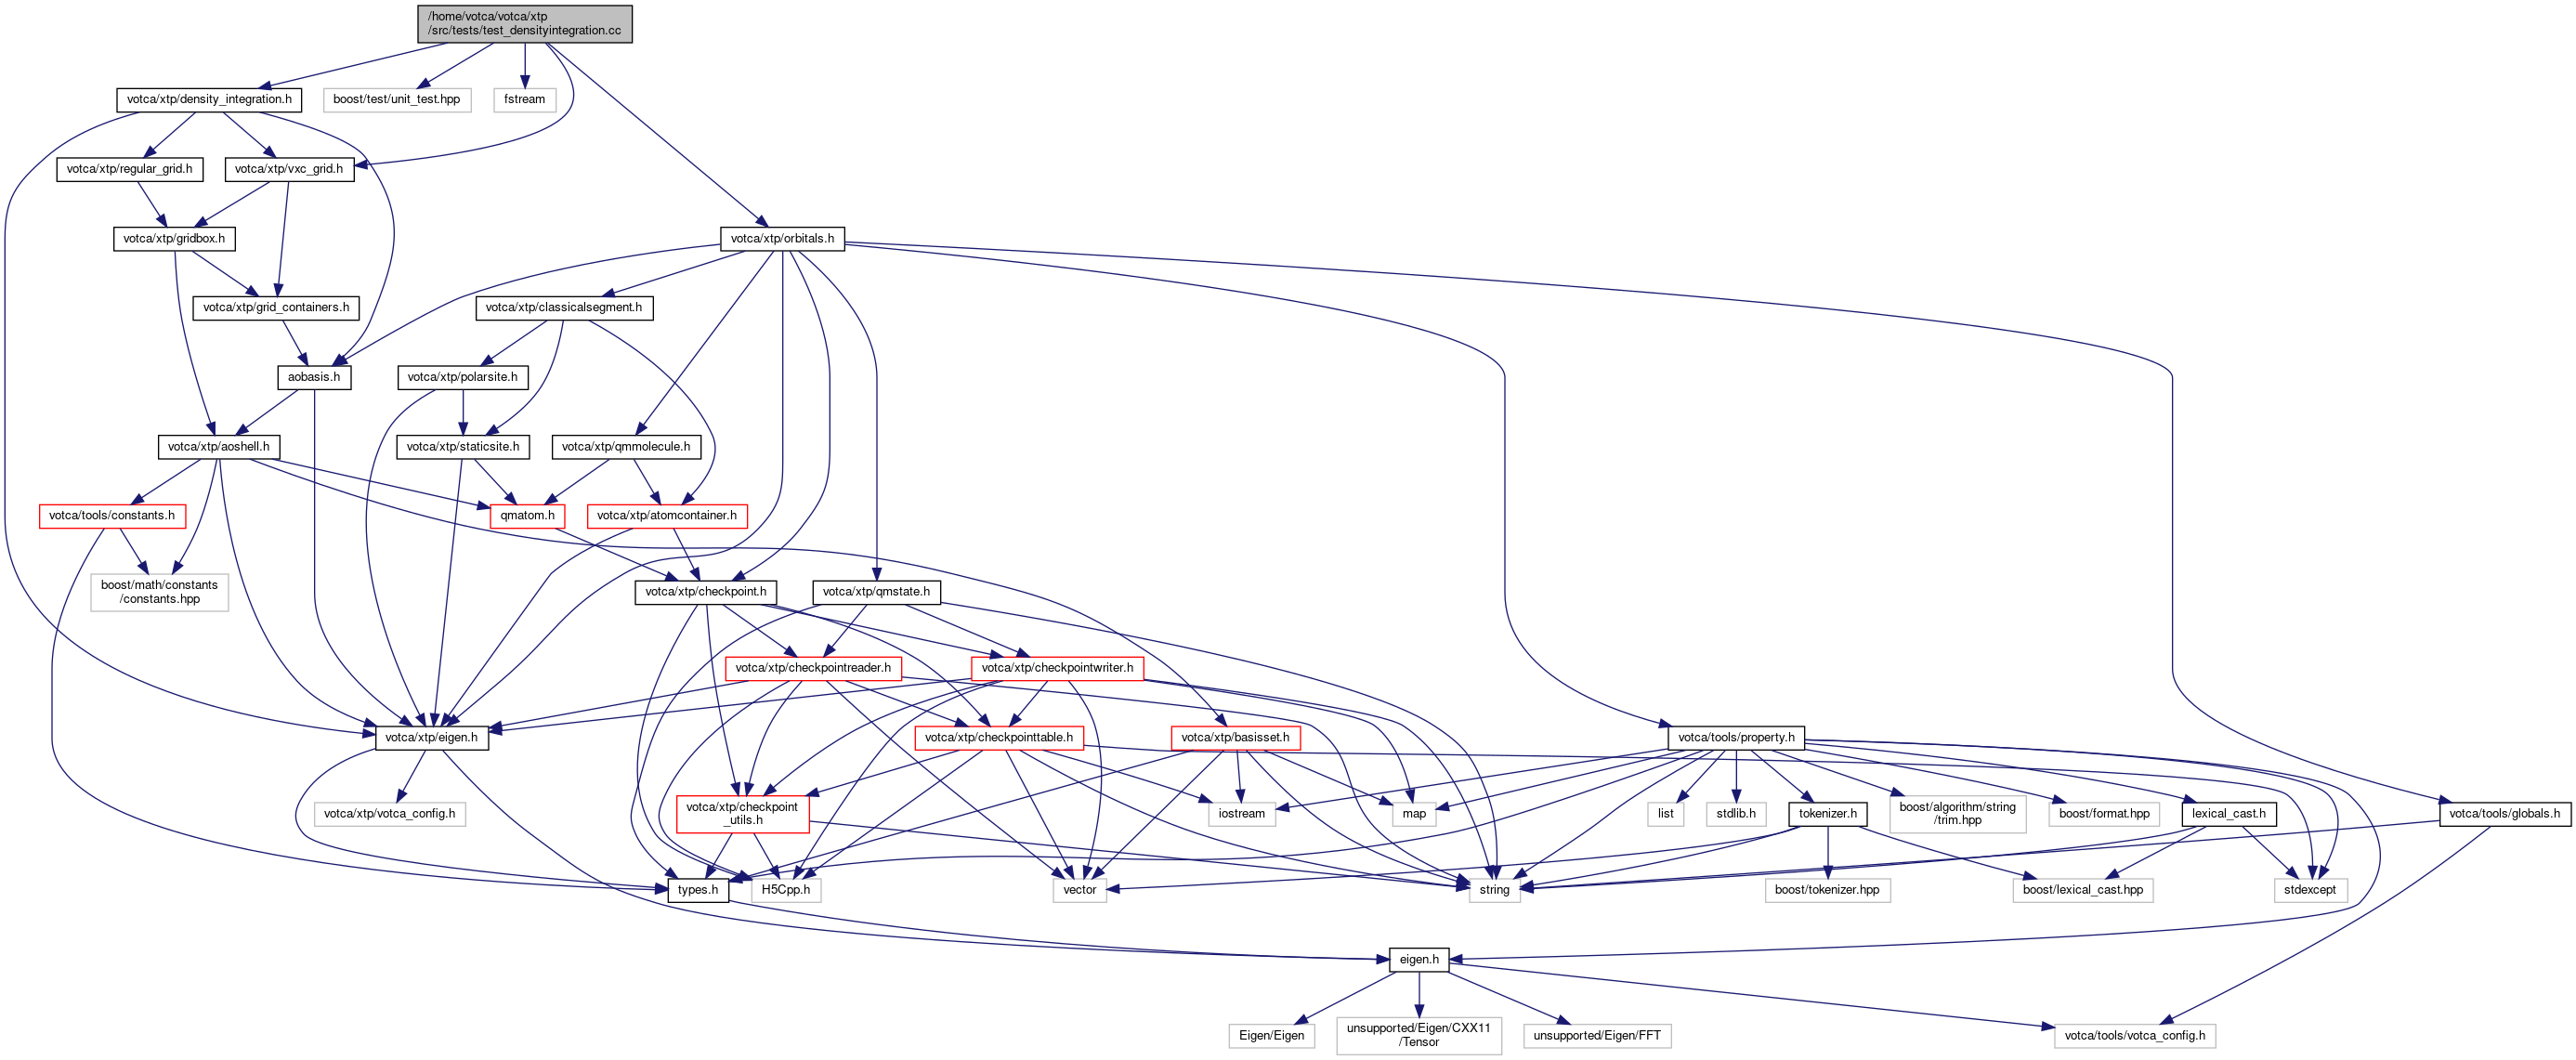 /home/votca/votca/xtp
/src/tests/test_densityintegration.cc
votca/xtp/density_integration.h
boost/test/unit_test.hpp
fstream
votca/xtp/regular_grid.h
votca/xtp/vxc_grid.h
votca/xtp/gridbox.h
votca/xtp/orbitals.h
votca/xtp/grid_containers.h
votca/xtp/classicalsegment.h
aobasis.h
votca/xtp/polarsite.h
votca/xtp/aoshell.h
votca/xtp/staticsite.h
votca/xtp/qmmolecule.h
votca/tools/constants.h
qmatom.h
votca/xtp/atomcontainer.h
boost/math/constants
/constants.hpp
votca/xtp/checkpoint.h
votca/xtp/qmstate.h
votca/xtp/checkpointreader.h
votca/xtp/checkpointwriter.h
votca/xtp/eigen.h
votca/xtp/checkpointtable.h
votca/xtp/basisset.h
votca/tools/property.h
votca/xtp/votca_config.h
votca/xtp/checkpoint
_utils.h
iostream
map
list
stdlib.h
tokenizer.h
boost/algorithm/string
/trim.hpp
boost/format.hpp
lexical_cast.h
votca/tools/globals.h
types.h
H5Cpp.h
vector
string
boost/tokenizer.hpp
boost/lexical_cast.hpp
stdexcept
eigen.h
Eigen/Eigen
unsupported/Eigen/CXX11
/Tensor
unsupported/Eigen/FFT
votca/tools/votca_config.h